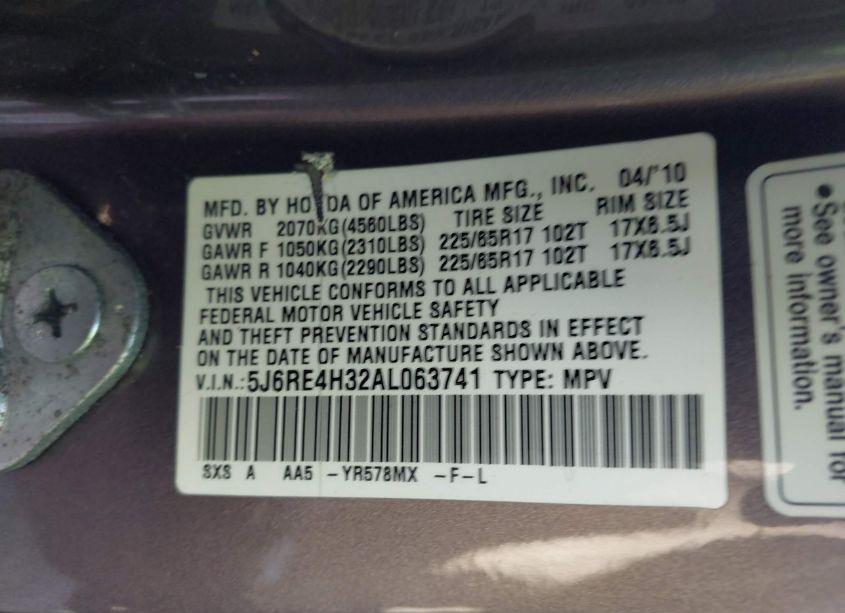 MFD. BY HONDA OF AMERICA MFG., INC. 04/'10
GVWR 2070KG(4560LBS) TIRE SIZE RIM SIZE
GAWR F 1050KG(2310LBS) 225/65R17 102T 17X6.5J
GAWR R 1040KG(2290LBS) 225/65R17 102T 17X6.5J
THIS VEHICLE CONFORMS TO ALL APPLICABLE
FEDERAL MOTOR VEHICLE SAFETY
AND THEFT PREVENTION STANDARDS IN EFFECT
ON THE DATE OF MANUFACTURE SHOWN ABOVE.
V.I.N.: 5J6RE4H32AL063741 TYPE: MPV
SXS A AA5 -YR578MX -F-L
• See owner's manual for
more information.